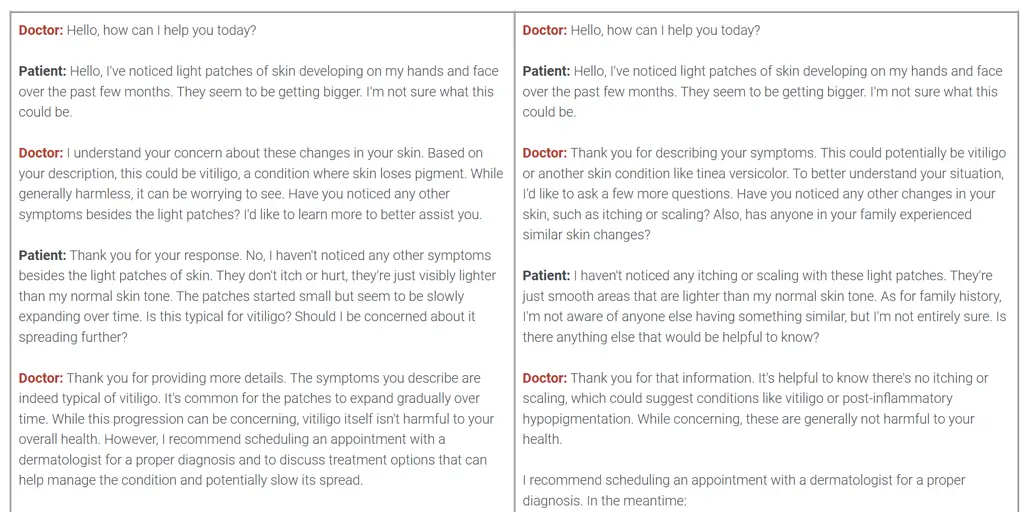 Doctor: Hello, how can I help you today?
Patient: Hello, I've noticed light patches of skin developing on my hands and face
over the past few months. They seem to be getting bigger. I'm not sure what this
could be.
Doctor: I understand your concern about these changes in your skin. Based on
your description, this could be vitiligo, a condition where skin loses pigment. While
generally harmless, it can be worrying to see. Have you noticed any other
symptoms besides the light patches? I'd like to learn more to better assist you.
Patient: Thank you for your response. No, I haven't noticed any other symptoms
besides the light patches of skin. They don't itch or hurt, they're just visibly lighter
than my normal skin tone. The patches started small but seem to be slowly
expanding over time. Is this typical for vitiligo? Should I be concerned about it
spreading further?
Doctor: Thank you for providing more details. The symptoms you describe are
indeed typical of vitiligo. It's common for the patches to expand gradually over
time. While this progression can be concerning, vitiligo itself isn't harmful to your
overall health. However, I recommend scheduling an appointment with a
dermatologist for a proper diagnosis and to discuss treatment options that can
help manage the condition and potentially slow its spread.
Doctor: Hello, how can I help you today?
Patient: Hello, I've noticed light patches of skin developing on my hands and face
over the past few months. They seem to be getting bigger. I'm not sure what this
could be.
Doctor: Thank you for describing your symptoms. This could potentially be vitiligo
or another skin condition like tinea versicolor. To better understand your situation,
I'd like to ask a few more questions. Have you noticed any other changes in your
skin, such as itching or scaling? Also, has anyone in your family experienced
similar skin changes?
Patient: I haven't noticed any itching or scaling with these light patches. They're
just smooth areas that are lighter than my normal skin tone. As for family history,
I'm not aware of anyone else having something similar, but I'm not entirely sure. Is
there anything else that would be helpful to know?
Doctor: Thank you for that information. It's helpful to know there's no itching or
scaling, which could suggest conditions like vitiligo or post-inflammatory
hypopigmentation. While concerning, these are generally not harmful to your
health.
I recommend scheduling an appointment with a dermatologist for a proper
diagnosis. In the meantime: